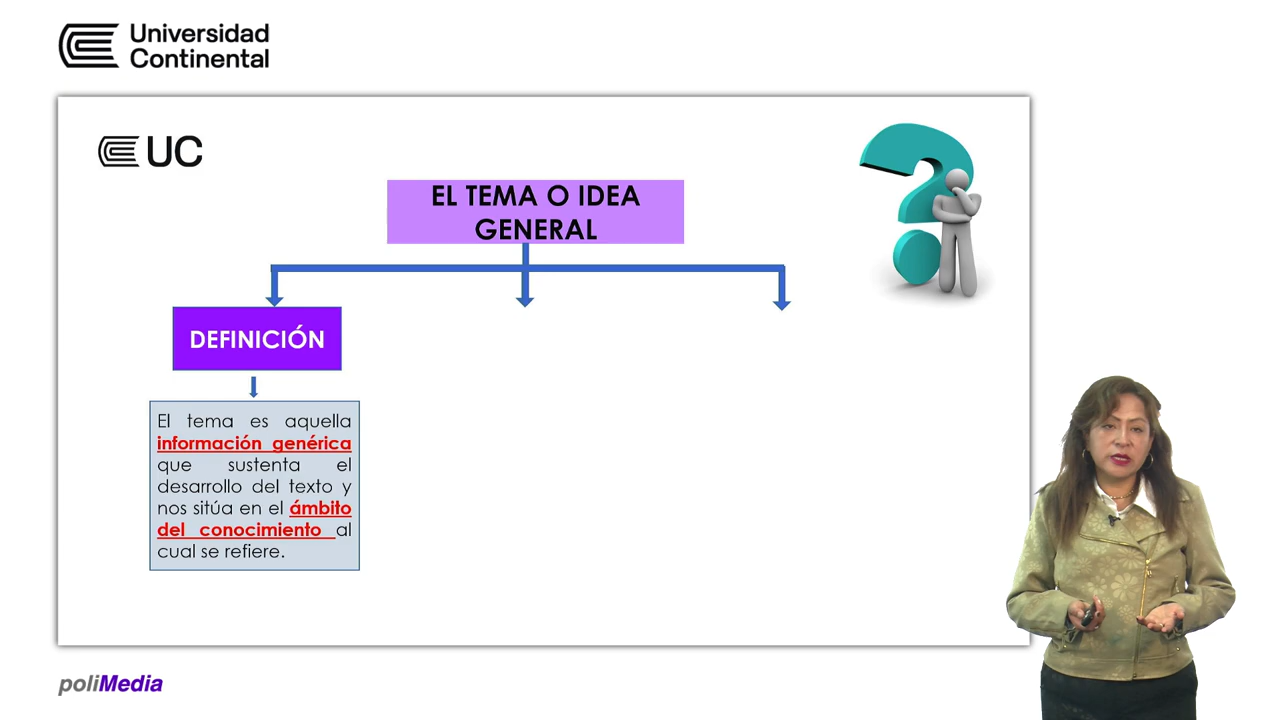 Universidad
Continental
UC
EL TEMA O IDEA
GENERAL
DEFINICIÓN
El tema es aquella
información genérica
que sustenta el
desarrollo del texto y
nos sitúa en el ámbito
del conocimiento al
cual se refiere.
poliMedia